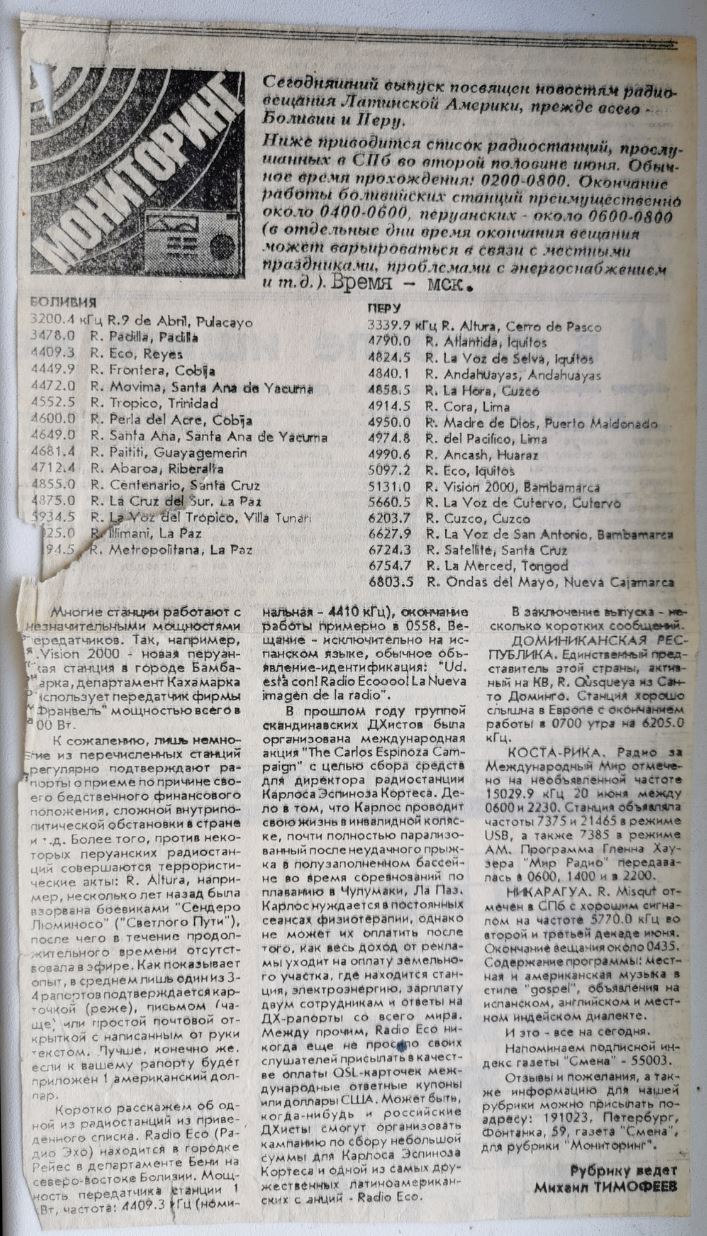 МОНИТОРИНГ
Сегодняшний выпуск посвящен новостям радио-
вещания Латинской Америки, прежде всего -
Боливии и Перу.
Ниже приводится список радиостанций, прослу-
шанных в СПб во второй половине июня. Обыч-
ное время прохождения: 0200-0800. Окончание
работы боливийских станций преимущественно
около 0400-0600, перуанских - около 0600-0800
(в отдельные дни время окончания вещания
может варьироваться в связи с местными
праздниками, проблемами с энергоснабжением
и т.д.). Время - мск.
БОЛИВИЯ
3200.4 кГц R.9 de Abril, Pulacayo
3478.0 R. Padilla, Padilla
4409.3 R. Eco, Reyes
4449.9 R. Frontera, Cobija
4472.0 R. Movima, Santa Ana de Yacuma
4552.5 R. Tropico, Trinidad
4600.0 R. Perla del Acre, Cobija
4649.0 R. Santa Ana, Santa Ana de Yacuma
4681.4 R. Paititi, Guayagemerin
4712.4 R. Abaroa, Riberalta
4855.0 R. Centenario, Santa Cruz
4875.0 R. La Cruz del Sur, La Paz
5934.5 R. La Voz del Tropico, Villa Tunari
025.0 R. Illimani, La Paz
194.5 R. Metropolitana, La Paz
ПЕРУ
3339.9 кГц R. Altura, Cerro de Pasco
4790.0 R. Atlantida, Iquitos
4824.5 R. La Voz de Selva, Iquitos
4840.1 R. Andahuayas, Andahuayas
4858.5 R. La Hora, Cuzco
4914.5 R. Cora, Lima
4950.0 R. Madre de Dios, Puerto Maldonado
4974.8 R. del Pacifico, Lima
4990.6 R. Ancash, Huaraz
5097.2 R. Eco, Iquitos
5131.0 R. Vision 2000, Bambamarca
5660.5 R. La Voz de Cutervo, Cutervo
6203.7 R. Cuzco, Cuzco
6627.9 R. La Voz de San Antonio, Bambamarca
6724.3 R. Satellite, Santa Cruz
6754.7 R. La Merced, Tongod
6803.5 R. Ondas del Mayo, Nueva Cajamarca
Многие станции работают с
незначительными мощностями
передатчиков. Так, например,
R. Vision 2000 - новая перуан-
кая станция в городе Бамба-
арка, департамент Кахамарка
использует передатчик фирмы
"Франвель" мощностью всего в
00 Вт.
К сожалению, лишь немно-
гие из перечисленных станций
регулярно подтверждают ра-
порты о приеме по причине сво-
его бедственного финансового
положения, сложной внутрипо-
литической обстановки в стране
и т.д. Более того, против неко-
торых перуанских радиостан-
ций совершаются террористи-
ческие акты: R. Altura, напри-
мер, несколько лет назад была
взорвана боевиками "Сендеро
Люминосо" ("Светлого Пути"),
после чего в течение продол-
жительного времени отсутст-
вовала в эфире. Как показывает
опыт, в среднем лишь один из 3-
4 рапортов подтверждается кар-
точкой (реже), письмом (ча-
ще) или простой почтовой от-
крыткой с написанным от руки
текстом. Лучше, конечно же,
если к вашему рапорту будет
приложен 1 американский дол-
лар.
Коротко расскажем об од-
ной из радиостанций из приве-
денного списка. Radio Eco (Ра-
дио Эхо) находится в городке
Рейес в департаменте Бени на
северо-востоке Боливии. Мощ-
ность передатчика станции 1
кВт, частота: 4409.3 кГц (номи-
нальная - 4410 кГц), окончание
работы примерно в 0558. Ве-
щание - исключительно на ис-
панском языке, обычное объ-
явление-идентификация: "Ud.
está con! Radio Ecoooo! La Nueva
imagen de la radio".
В прошлом году группой
скандинавских ДХистов была
организована международная
акция "The Carlos Espinoza Cam-
paign" с целью сбора средств
для директора радиостанции
Карлоса Эспиноза Кортеса. Де-
ло в том, что Карлос проводит
свою жизнь в инвалидной коляс-
ке, почти полностью парализо-
ванный после неудачного прыж-
ка в полузаполненном бассей-
не во время соревнований по
плаванию в Чулумаки, Ла Паз.
Карлос нуждается в постоянных
сеансах физиотерапии, однако
не может их оплатить после
того, как весь доход от рекла-
мы уходит на оплату земельно-
го участка, где находится стан-
ция, электроэнергию, зарплату
двум сотрудникам и ответы на
ДХ-рапорты со всего мира.
Между прочим, Radio Eco ни-
когда еще не просило своих
слушателей присылать в качест-
ве оплаты QSL-карточек меж-
дународные ответные купоны
или доллары США. Может быть,
когда-нибудь и российские
ДХисты смогут организовать
кампанию по сбору небольшой
суммы для Карлоса Эспиноза
Кортеса и одной из самых дру-
жественных латиноамерикан-
ских станций - Radio Eco.
В заключение выпуска - не-
сколько коротких сообщений.
ДОМИНИКАНСКАЯ РЕС-
ПУБЛИКА. Единственный пред-
ставитель этой страны, актив-
ный на КВ, R. Qusqueya из Сан-
то Доминго. Станция хорошо
слышна в Европе с окончанием
работы в 0700 утра на 6205.0
кГц.
КОСТА-РИКА. Радио за
Международный Мир отмече-
но на необъявленной частоте
15029.9 кГц 20 июня между
0600 и 2230. Станция объявляла
частоты 7375 и 21465 в режиме
USB, а также 7385 в режиме
АМ. Программа Гленна Хау-
зера "Мир Радио" передава-
лась в 0600, 1400 и в 2200.
НИКАРАГУА. R. Misqut от-
мечен в СПб с хорошим сигна-
лом на частоте 5770.0 кГц во
второй и третьей декаде июня.
Окончание вещания около 0435.
Содержание программы: мест-
ная и американская музыка в
стиле "gospel", объявления на
испанском, английском и мест-
ном индейском диалекте.
И это - все на сегодня.
Напоминаем подписной ин-
декс газеты "Смена" - 55003.
Отзывы и пожелания, а так-
же информацию для нашей
рубрики можно присылать по
адресу: 191023, Петербург,
Фонтанка, 59, газета "Смена",
для рубрики "Мониторинг".
Рубрику ведет
Михаил ТИМОФЕЕВ